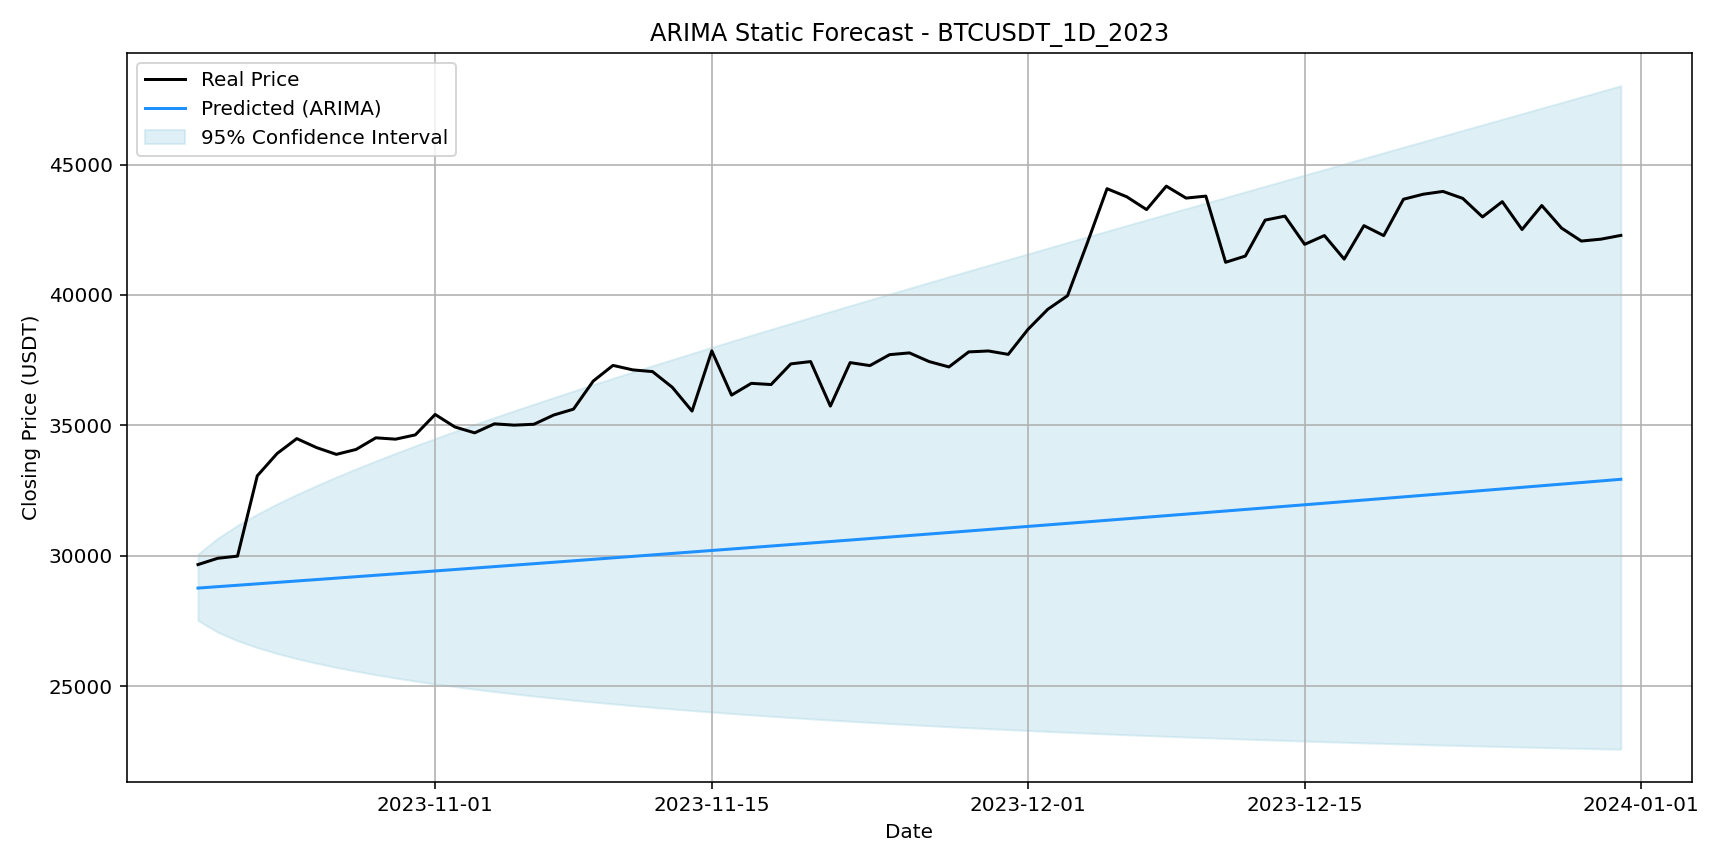 ARIMA Static Forecast - BTCUSDT_1D_2023
Real Price
Predicted (ARIMA)
95% Confidence Interval
45000
40000
35000
30000
25000
Closing Price (USDT)
2023-11-01
2023-11-15
2023-12-01
2023-12-15
2024-01-01
Date